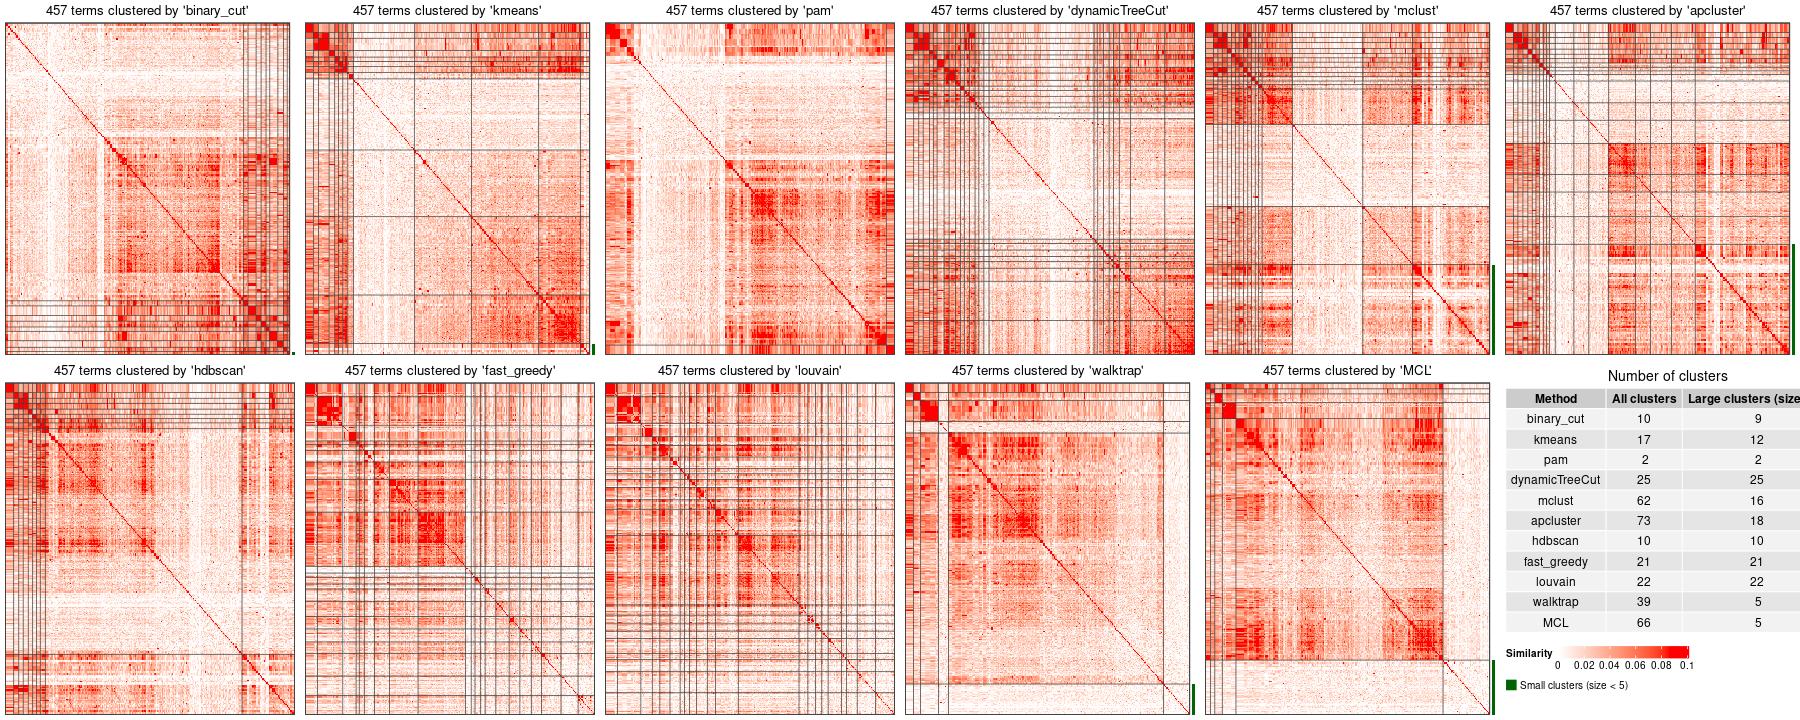 457 terms clustered by 'binary_cut'
457 terms clustered by 'kmeans'
457 terms clustered by 'pam'
457 terms clustered by 'dynamicTreeCut'
457 terms clustered by 'mclust'
457 terms clustered by 'apcluster'
457 terms clustered by 'hdbscan'
457 terms clustered by 'fast_greedy'
457 terms clustered by 'louvain'
457 terms clustered by 'walktrap'
457 terms clustered by 'MCL'
Number of clusters
Method All clusters Large clusters (size
binary_cut 10 9
kmeans 17 12
pam 2 2
dynamicTreeCut 25 25
mclust 62 16
apcluster 73 18
hdbscan 10 10
fast_greedy 21 21
louvain 22 22
walktrap 39 5
MCL 66 5
Similarity
0 0.02 0.04 0.06 0.08 0.1
Small clusters (size < 5)